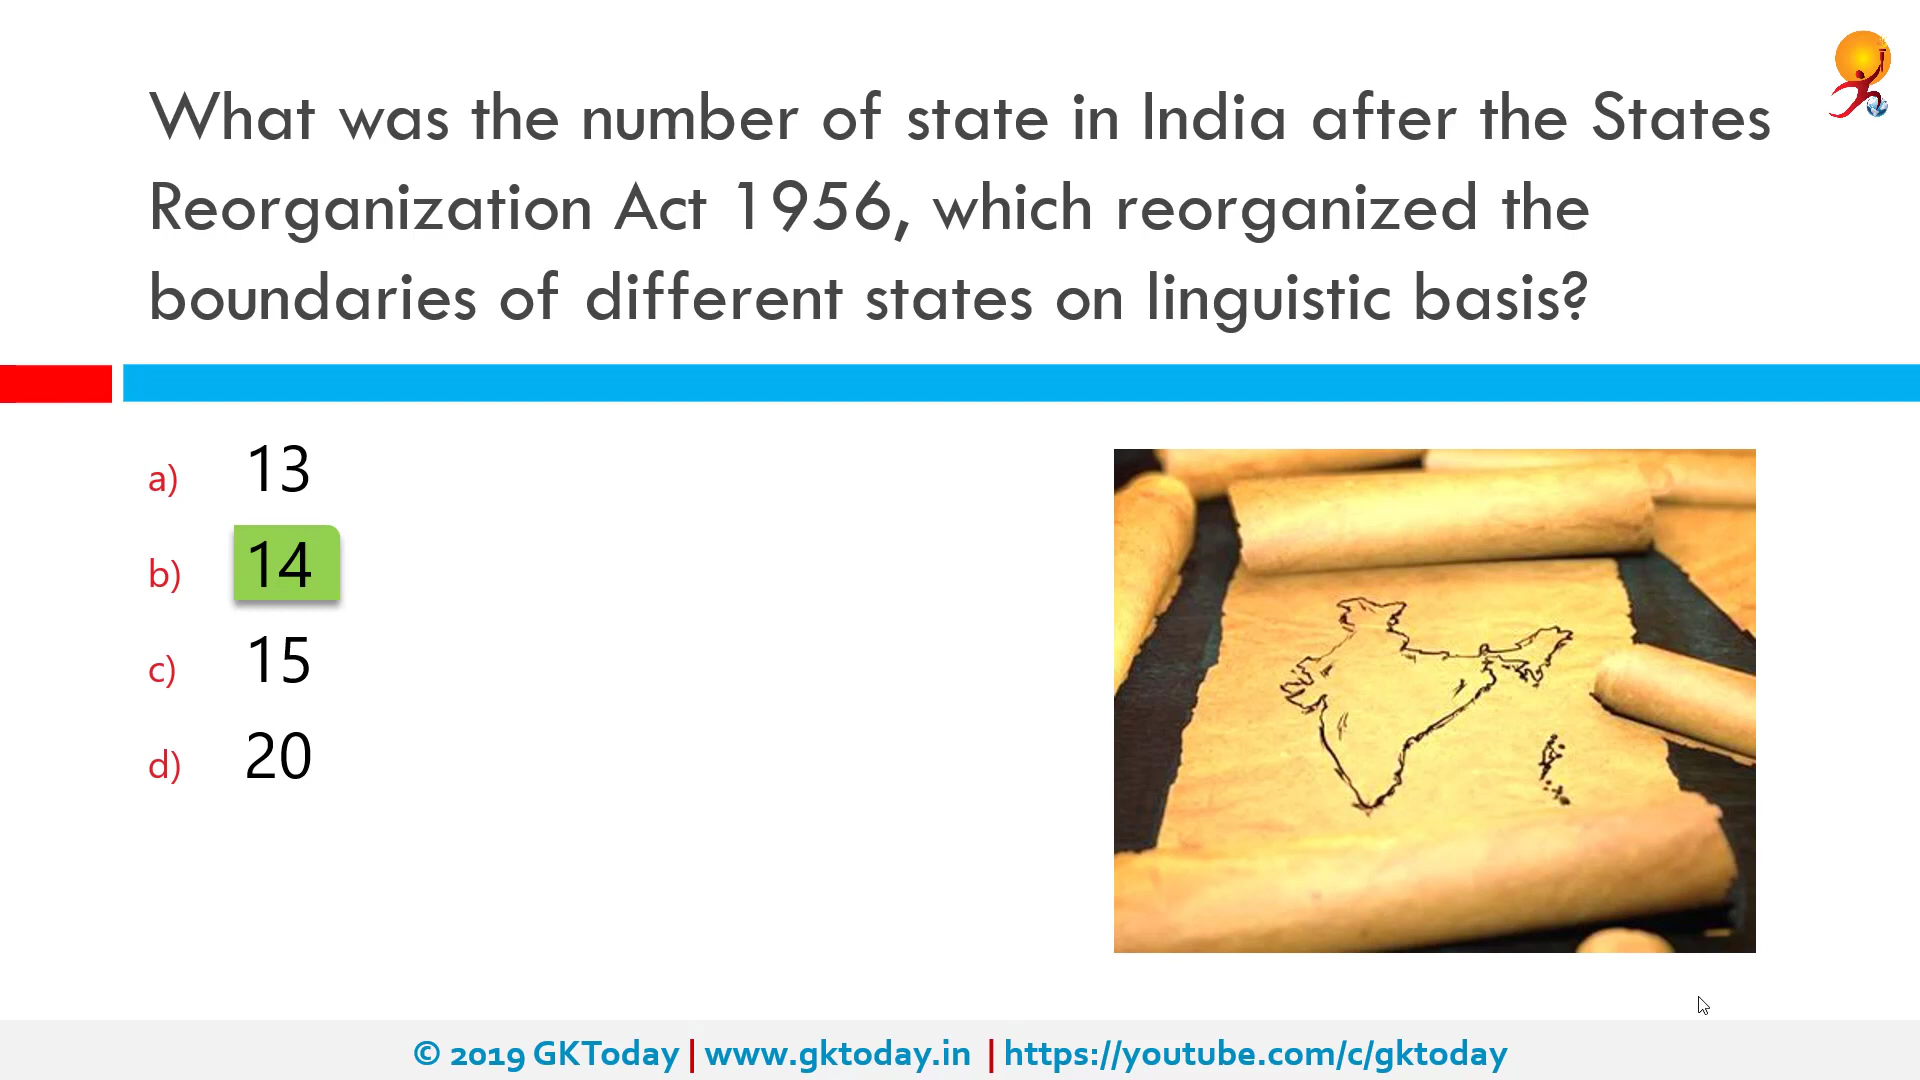 What was the number of state in India after the States
Reorganization Act 1956, which reorganized the
boundaries of different states on linguistic basis?
a) 13
b) 14
c) 15
d) 20
© 2019 GKToday | www.gktoday.in | https://youtube.com/c/gktoday